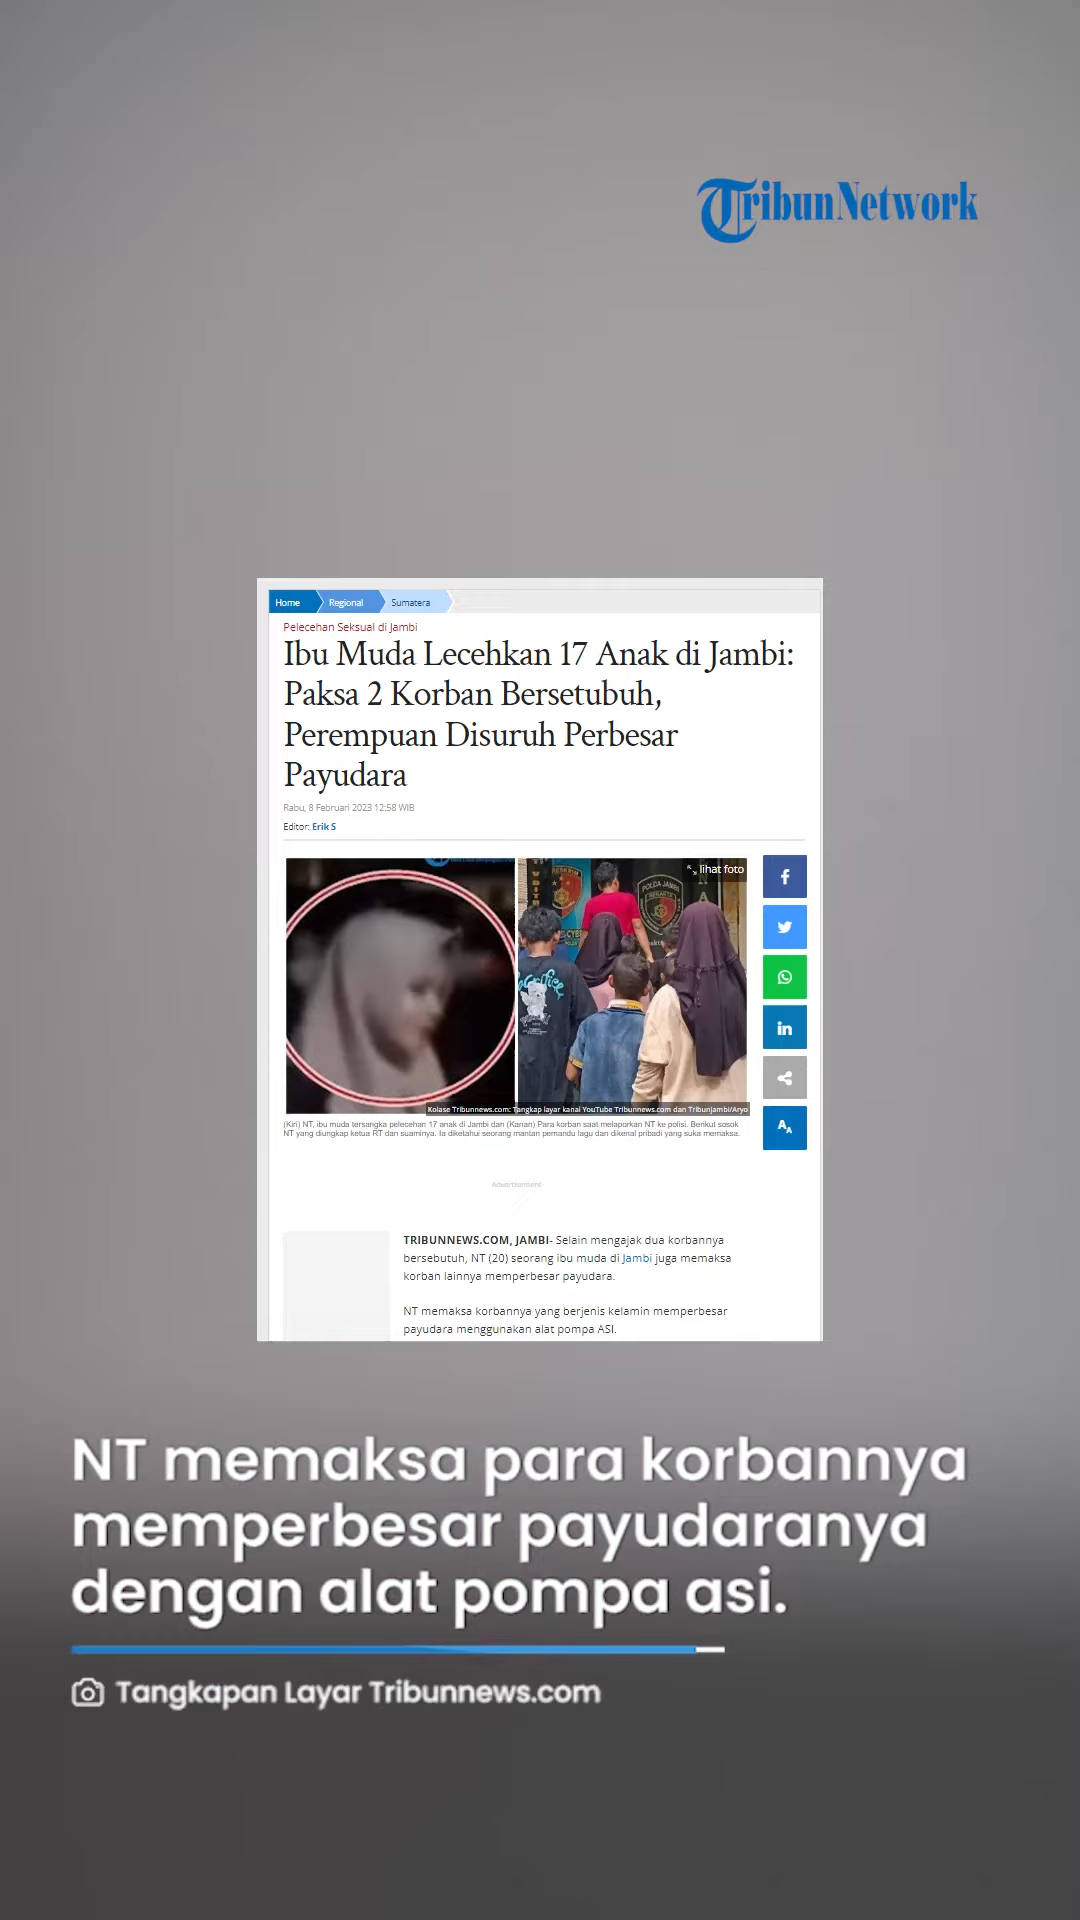 Tribun Network
Home
Regional
Sumatera
Pelecehan Seksual di Jambi
Ibu Muda Lecehkan 17 Anak di Jambi:
Paksa 2 Korban Bersetubuh,
Perempuan Disuruh Perbesar
Payudara
Rabu, 8 Februari 2023 12:58 WIB
Editor: Erik S
lihat foto
POLDA JAMBI
Kolase Tribunnews.com: Tangkap layar kanal YouTube Tribunnews.com dan Tribunjambi/Aryo
(Kiri) NT, ibu muda tersangka pelecehan 17 anak di Jambi dan (Kanan) Para korban saat melaporkan NT ke polisi. Berikut sosok
NT yang diungkap ketua RT dan suaminya. Ia diketahui seorang mantan pemandu lagu dan dikenal pribadi yang suka memaksa.
Advertisement
TRIBUNNEWS.COM, JAMBI- Selain mengajak dua korbannya
bersebutuh, NT (20) seorang ibu muda di Jambi juga memaksa
korban lainnya memperbesar payudara.
NT memaksa korbannya yang berjenis kelamin memperbesar
payudara menggunakan alat pompa ASI.
NT memaksa para korbannya
memperbesar payudaranya
dengan alat pompa asi.
Tangkapan Layar Tribunnews.com